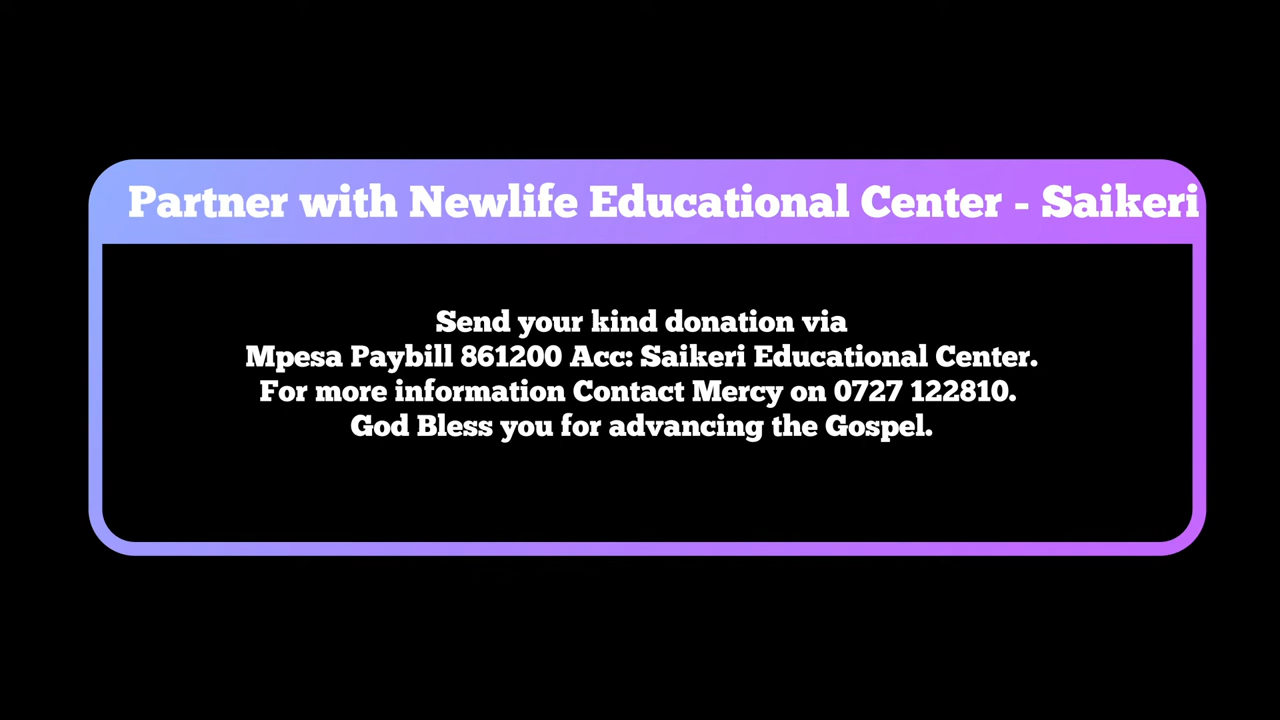 Partner with Newlife Educational Center - Saikeri
Send your kind donation via
Mpesa Paybill 861200 Acc: Saikeri Educational Center.
For more information Contact Mercy on 0727 122810.
God Bless you for advancing the Gospel.